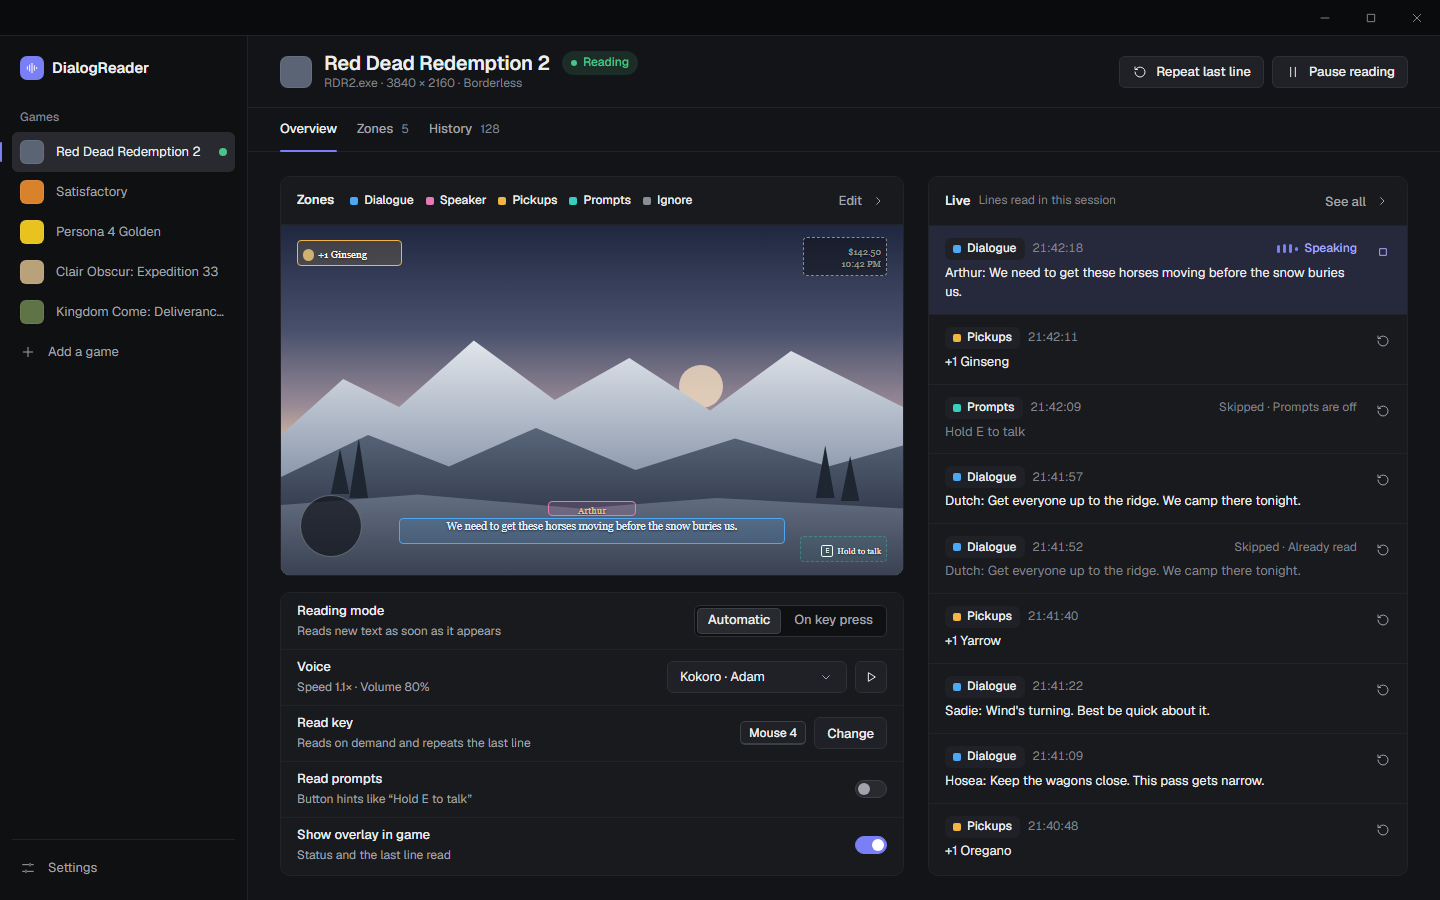 DialogReader
Games
Red Dead Redemption 2
Satisfactory
Persona 4 Golden
Clair Obscur: Expedition 33
Kingdom Come: Deliveranc...
Add a game
Settings
Red Dead Redemption 2
Reading
RDR2.exe · 3840 × 2160 · Borderless
Repeat last line
Pause reading
Overview
Zones 5
History 128
Zones
Dialogue
Speaker
Pickups
Prompts
Ignore
Edit
+1 Ginseng
$142.50
10:42 PM
Arthur
We need to get these horses moving before the snow buries us.
E Hold to talk
Reading mode
Reads new text as soon as it appears
Automatic
On key press
Voice
Speed 1.1× · Volume 80%
Kokoro · Adam
Read key
Reads on demand and repeats the last line
Mouse 4
Change
Read prompts
Button hints like “Hold E to talk”
Show overlay in game
Status and the last line read
Live
Lines read in this session
See all
Dialogue 21:42:18
Speaking
Arthur: We need to get these horses moving before the snow buries
us.
Pickups 21:42:11
+1 Ginseng
Prompts 21:42:09
Skipped · Prompts are off
Hold E to talk
Dialogue 21:41:57
Dutch: Get everyone up to the ridge. We camp there tonight.
Dialogue 21:41:52
Skipped · Already read
Dutch: Get everyone up to the ridge. We camp there tonight.
Pickups 21:41:40
+1 Yarrow
Dialogue 21:41:22
Sadie: Wind's turning. Best be quick about it.
Dialogue 21:41:09
Hosea: Keep the wagons close. This pass gets narrow.
Pickups 21:40:48
+1 Oregano